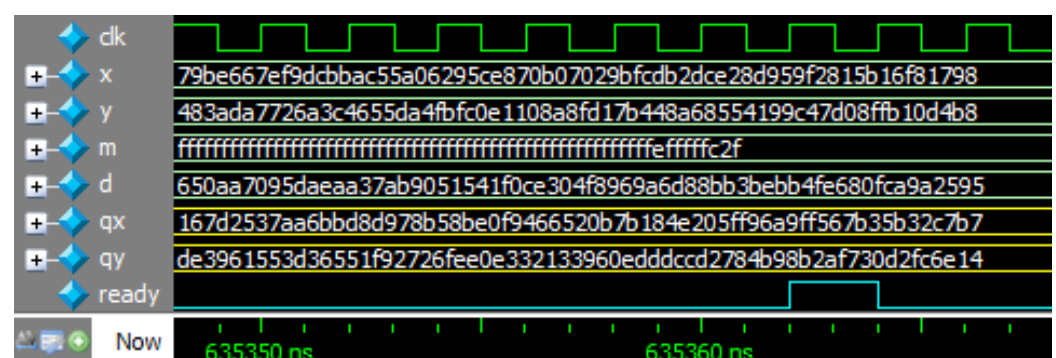 clk
x 79be667ef9dcbbac55a06295ce870b07029bfcdb2dce28d959f2815b16f81798
y 483ada7726a3c4655da4fbfc0e1108a8fd17b448a68554199c47d08ffb10d4b8
m fffffffffffffffffffffffffffffffffffffffffffffffffffffffefffffc2f
d 650aa7095daeaa37ab9051541f0ce304f8969a6d88bb3bebb4fe680fca9a2595
qx 167d2537aa6bbd8d978b58be0f9466520b7b184e205ff96a9ff567b35b32c7b7
qy de3961553d36551f92726fee0e332133960edddccd2784b98b2af730d2fc6e14
ready
Now 635350 ns 635360 ns